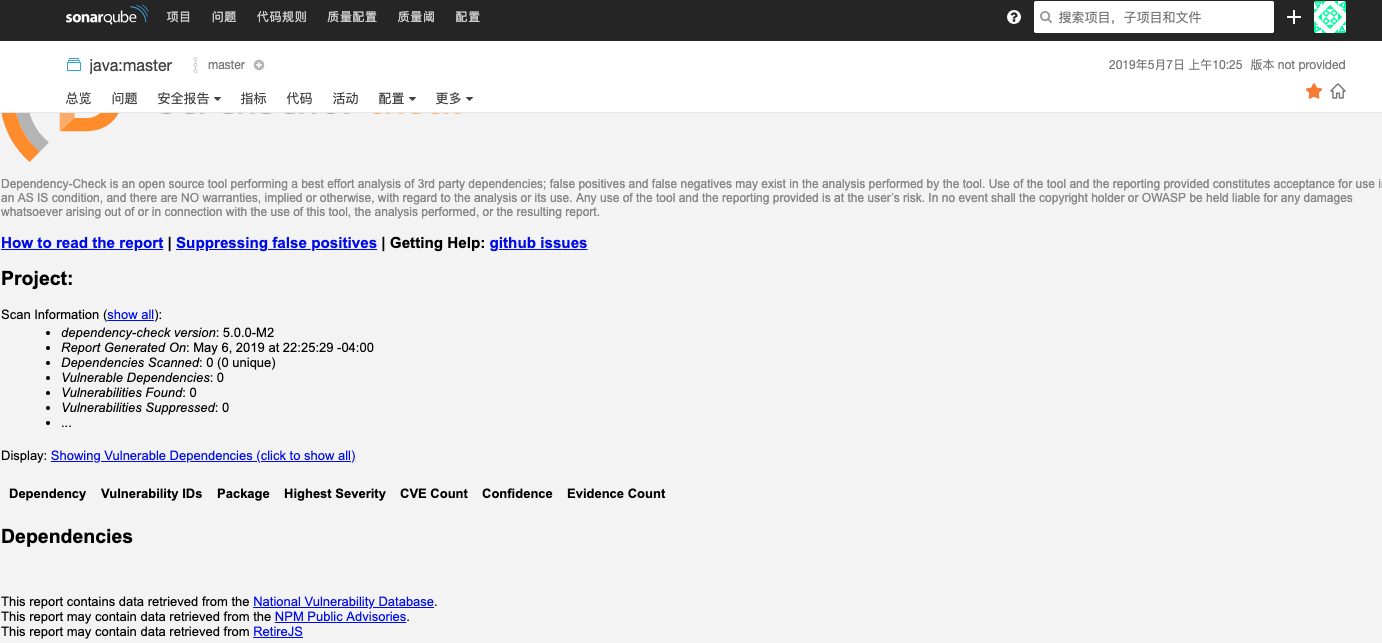 sonarqube 项目 问题 代码规则 质量配置 质量阈 配置 搜索项目，子项目和文件
java:master master 2019年5月7日 上午10:25 版本 not provided
总览 问题 安全报告 指标 代码 活动 配置 更多
Dependency-Check is an open source tool performing a best effort analysis of 3rd party dependencies; false positives and false negatives may exist in the analysis performed by the tool. Use of the tool and the reporting provided constitutes acceptance for use i
an AS IS condition, and there are NO warranties, implied or otherwise, with regard to the analysis or its use. Any use of the tool and the reporting provided is at the user's risk. In no event shall the copyright holder or OWASP be held liable for any damages
whatsoever arising out of or in connection with the use of this tool, the analysis performed, or the resulting report.
How to read the report | Suppressing false positives | Getting Help: github issues
Project:
Scan Information (show all):
• dependency-check version: 5.0.0-M2
• Report Generated On: May 6, 2019 at 22:25:29 -04:00
• Dependencies Scanned: 0 (0 unique)
• Vulnerable Dependencies: 0
• Vulnerabilities Found: 0
• Vulnerabilities Suppressed: 0
• ...
Display: Showing Vulnerable Dependencies (click to show all)
Dependency Vulnerability IDs Package Highest Severity CVE Count Confidence Evidence Count
Dependencies
This report contains data retrieved from the National Vulnerability Database.
This report may contain data retrieved from the NPM Public Advisories.
This report may contain data retrieved from RetireJS